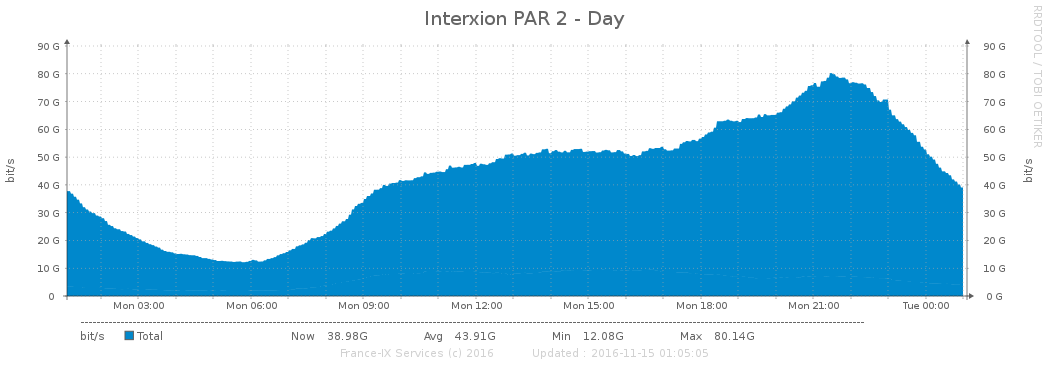 Interxion PAR 2 - Day
RRDTOOL / TOBI OETIKER
bit/s
90 G 90 G
80 G 80 G
70 G 70 G
60 G 60 G
50 G 50 G
40 G 40 G
30 G 30 G
20 G 20 G
10 G 10 G
0 0 G
bit/s
Mon 03:00 Mon 06:00 Mon 09:00 Mon 12:00 Mon 15:00 Mon 18:00 Mon 21:00 Tue 00:00
bit/s Total Now 38.98G Avg 43.91G Min 12.08G Max 80.14G
France-IX Services (c) 2016 Updated : 2016-11-15 01:05:05